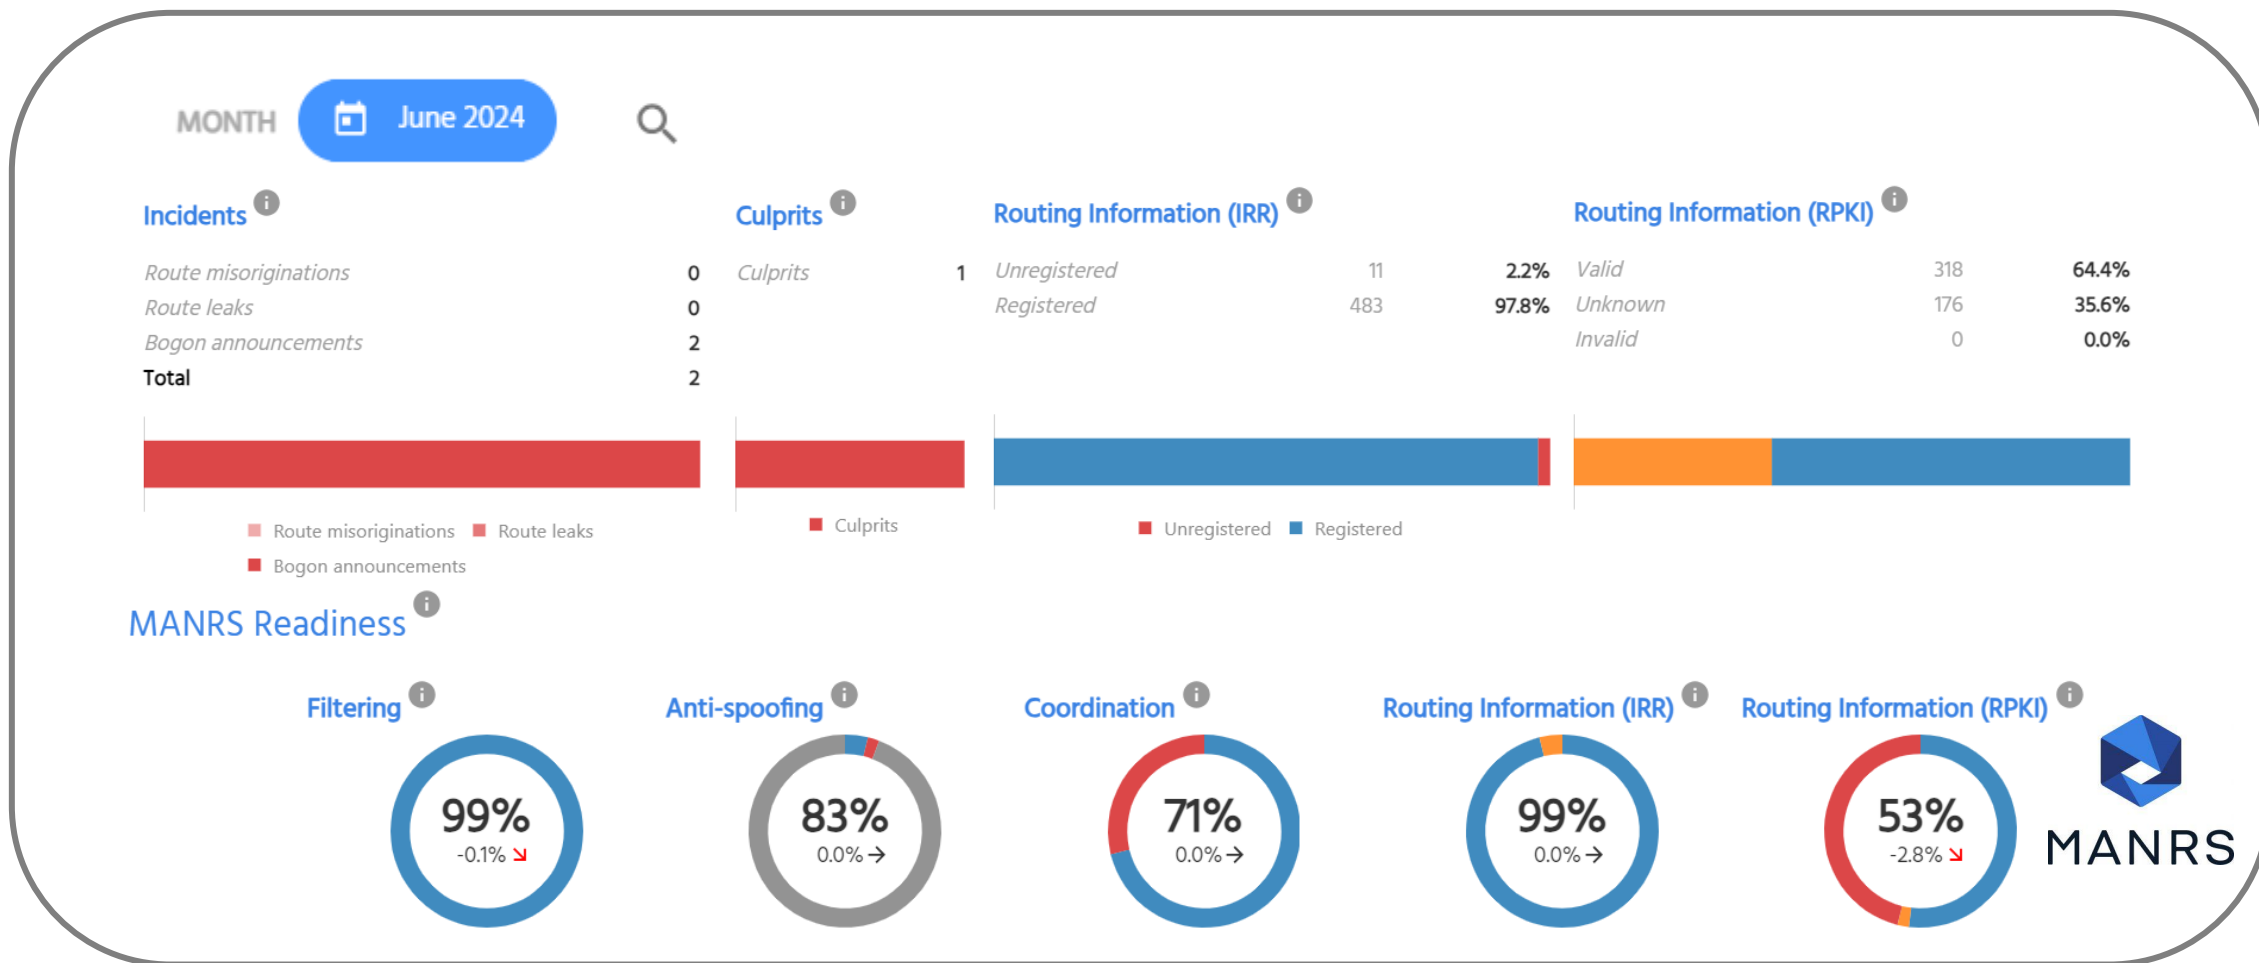 MONTH June 2024
Incidents
Route misoriginations 0
Route leaks 0
Bogon announcements 2
Total 2
Route misoriginations Route leaks
Bogon announcements
Culprits
Culprits 1
Culprits
Routing Information (IRR)
Unregistered 11 2.2%
Registered 483 97.8%
Unregistered Registered
Routing Information (RPKI)
Valid 318 64.4%
Unknown 176 35.6%
Invalid 0 0.0%
MANRS Readiness
Filtering
99%
-0.1%
Anti-spoofing
83%
0.0%
Coordination
71%
0.0%
Routing Information (IRR)
99%
0.0%
Routing Information (RPKI)
53%
-2.8%
MANRS